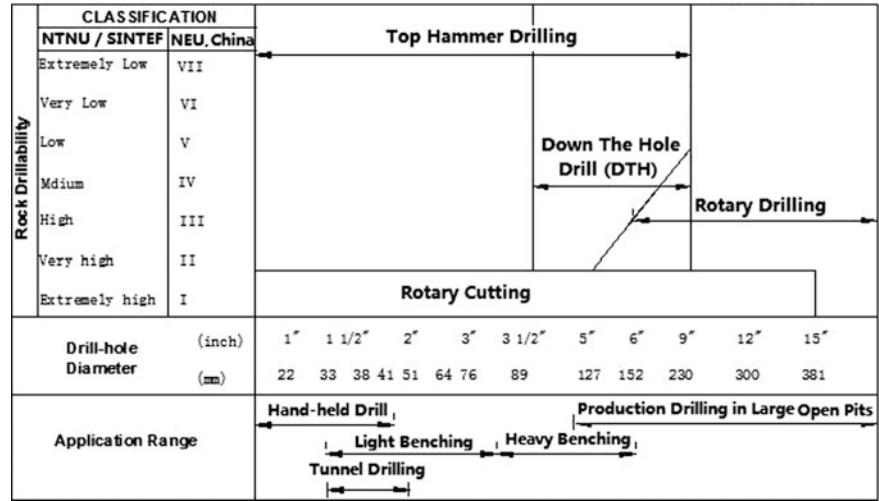 CLASSIFICATION
NTNU / SINTEF NEU, China
Rock Drillability
Extremely Low VII
Very Low VI
Low V
Mdium IV
High III
Very high II
Extremely high I
Top Hammer Drilling
Down The Hole
Drill (DTH)
Rotary Drilling
Rotary Cutting
Drill-hole
Diameter
(inch) 1″ 1 1/2″ 2″ 3″ 3 1/2″ 5″ 6″ 9″ 12″ 15″
(mm) 22 33 38 41 51 64 76 89 127 152 230 300 381
Application Range
Hand-held Drill
Production Drilling in Large Open Pits
Light Benching
Heavy Benching
Tunnel Drilling